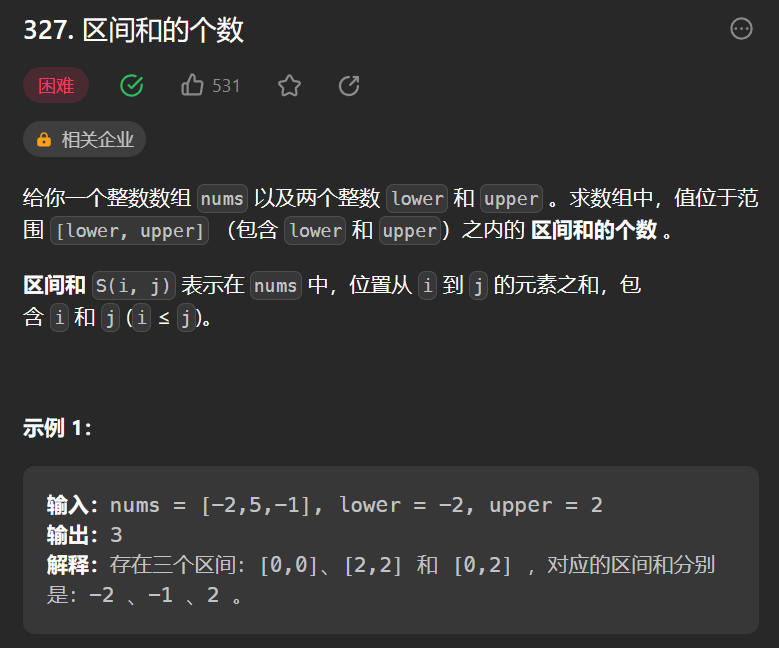 327. 区间和的个数
困难 531
相关企业
给你一个整数数组 nums 以及两个整数 lower 和 upper 。求数组中，值位于范
围 [lower, upper] （包含 lower 和 upper）之内的 区间和的个数 。
区间和 S(i, j) 表示在 nums 中，位置从 i 到 j 的元素之和，包
含 i 和 j (i ≤ j)。
示例 1：
输入：nums = [-2,5,-1], lower = -2, upper = 2
输出：3
解释：存在三个区间：[0,0]、[2,2] 和 [0,2] ，对应的区间和分别
是：-2 、-1 、2 。